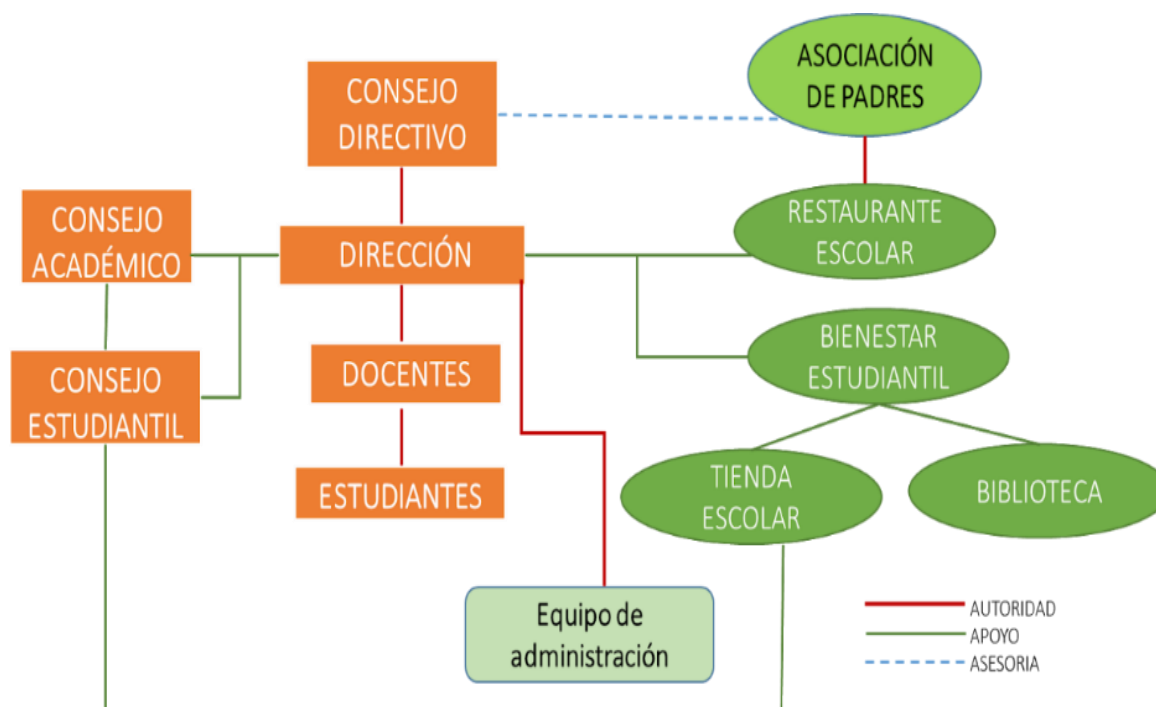 ASOCIACIÓN
DE PADRES
CONSEJO
DIRECTIVO
CONSEJO
ACADÉMICO
DIRECCIÓN
RESTAURANTE
ESCOLAR
CONSEJO
ESTUDIANTIL
DOCENTES
BIENESTAR
ESTUDIANTIL
ESTUDIANTES
TIENDA
ESCOLAR
BIBLIOTECA
Equipo de
administración
AUTORIDAD
APOYO
ASESORIA